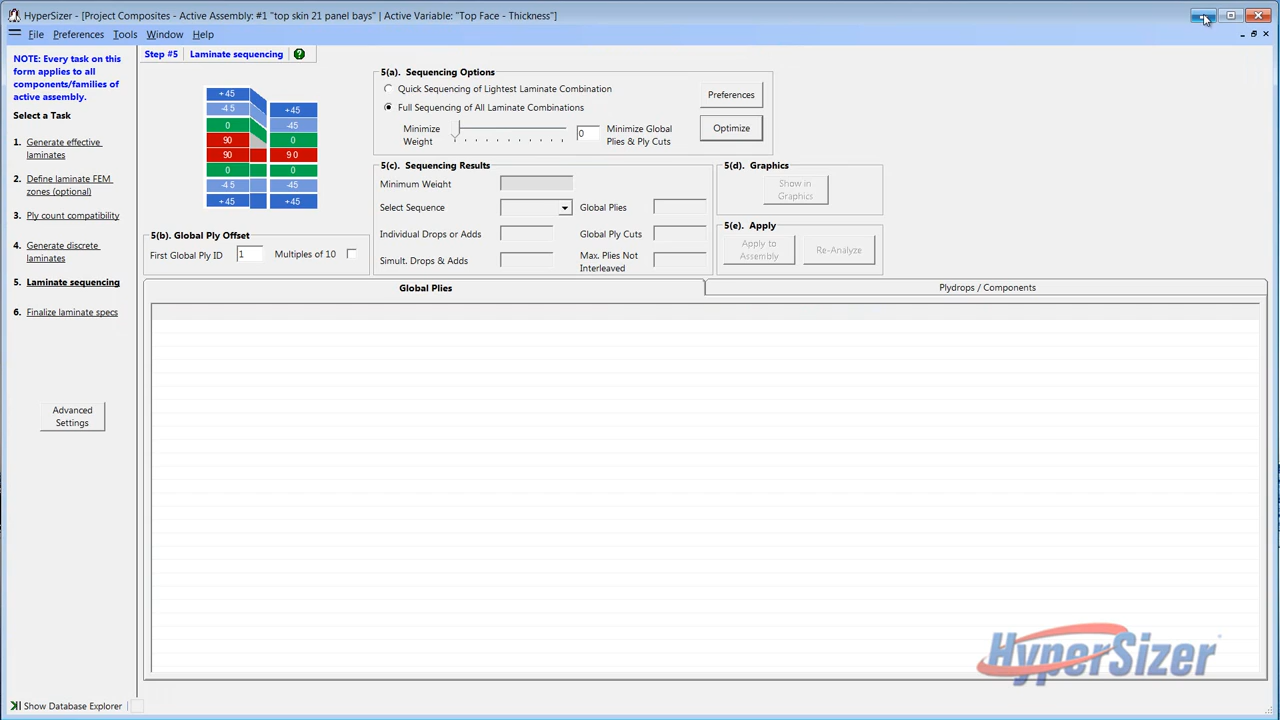 HyperSizer - [Project Composites - Active Assembly: #1 "top skin 21 panel bays" | Active Variable: "Top Face - Thickness"]
File Preferences Tools Window Help
NOTE: Every task on this
form applies to all
components/families of
active assembly.
Select a Task
1. Generate effective
laminates
2. Define laminate FEM
zones (optional)
3. Ply count compatibility
4. Generate discrete
laminates
5. Laminate sequencing
6. Finalize laminate specs
Advanced
Settings
Step #5 Laminate sequencing ?
+45
-45 +45
0 -45
90 0
90 90
0 0
-45 -45
+45 +45
5(b). Global Ply Offset
First Global Ply ID 1 Multiples of 10
5(a). Sequencing Options
Quick Sequencing of Lightest Laminate Combination
Full Sequencing of All Laminate Combinations
Minimize
Weight
0
Minimize Global
Plies & Ply Cuts
Preferences
Optimize
5(c). Sequencing Results
Minimum Weight
Select Sequence Global Plies
Individual Drops or Adds Global Ply Cuts
Simult. Drops & Adds Max. Plies Not
Interleaved
5(d). Graphics
Show in
Graphics
5(e). Apply
Apply to
Assembly
Re-Analyze
Global Plies Plydrops / Components
HyperSizer
Show Database Explorer